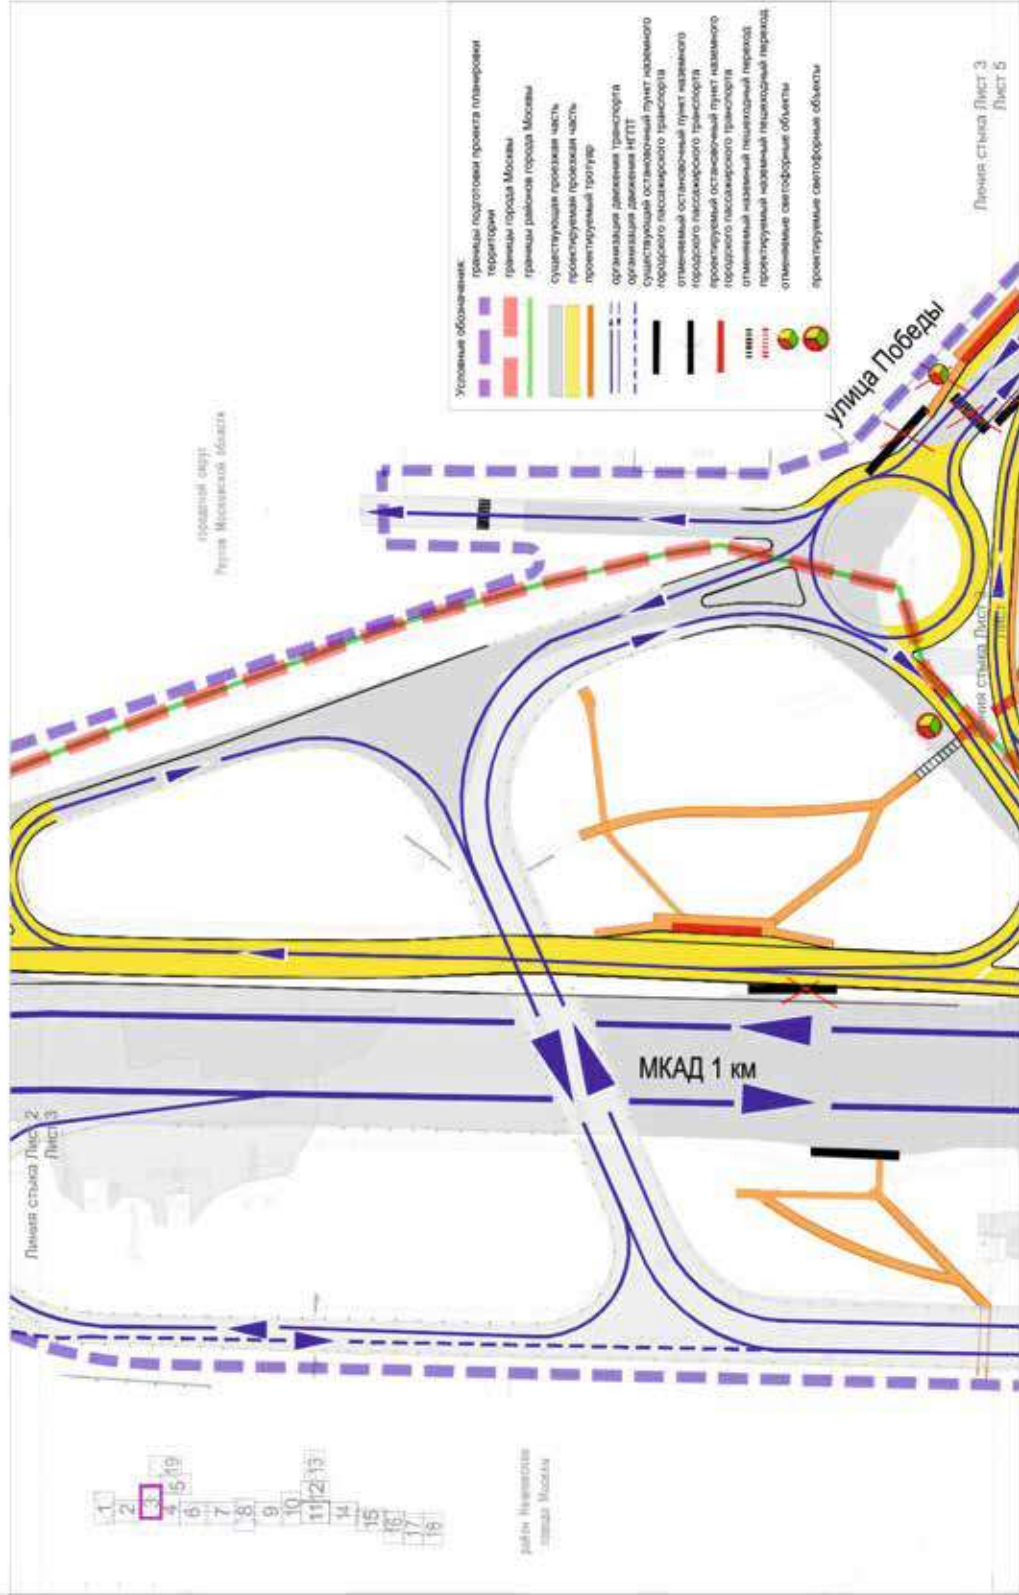 Условные обозначения:
границы подготовки проекта планировки
территории
границы города Москвы
границы районов города Москвы
существующая проезжая часть
проектируемая проезжая часть
проектируемый тротуар
организация движения транспорта
организация движения НГПТ
существующий остановочный пункт наземного
городского пассажирского транспорта
отменяемый остановочный пункт наземного
городского пассажирского транспорта
проектируемый остановочный пункт наземного
городского пассажирского транспорта
отменяемый наземный пешеходный переход
проектируемый наземный пешеходный переход
отменяемые светофорные объекты
проектируемые светофорные объекты
городской округ
Реутов Московской области
Линия стыка Лист 3
Лист 5
улица Победы
Линия стыка Лист 2
Лист 3
МКАД 1 км
Лист 3
район
города Москвы
1
2
3
4
5
19
6
7
8
9
10
11
12
13
14
15
16
17
18